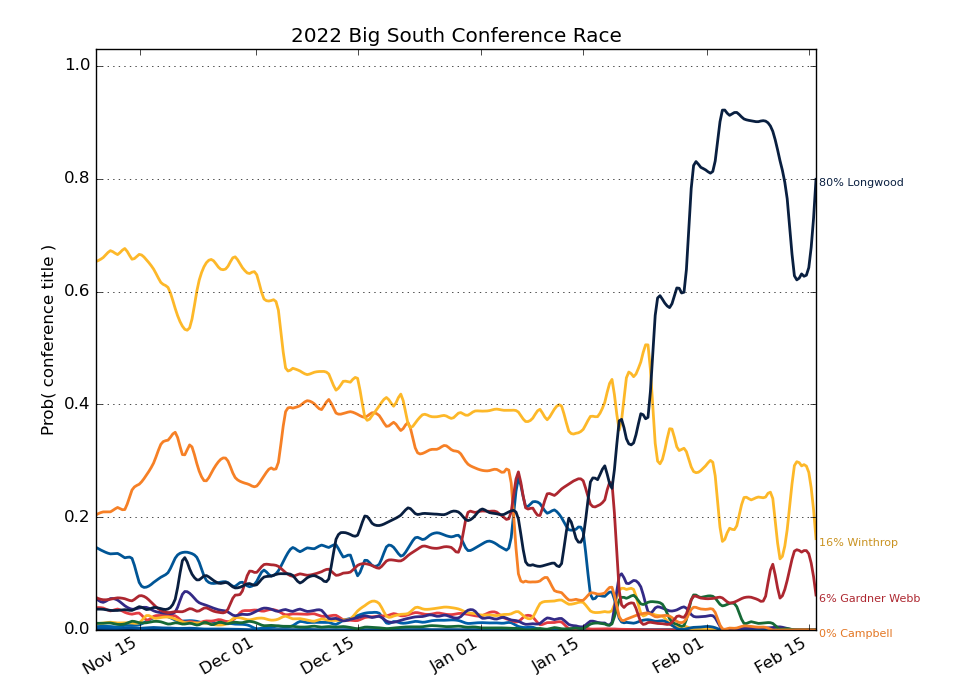 2022 Big South Conference Race
1.0
0.8
0.6
0.4
0.2
0.0
Prob( conference title )
80% Longwood
16% Winthrop
6% Gardner Webb
0% Campbell
Nov 15
Dec 01
Dec 15
Jan 01
Jan 15
Feb 01
Feb 15